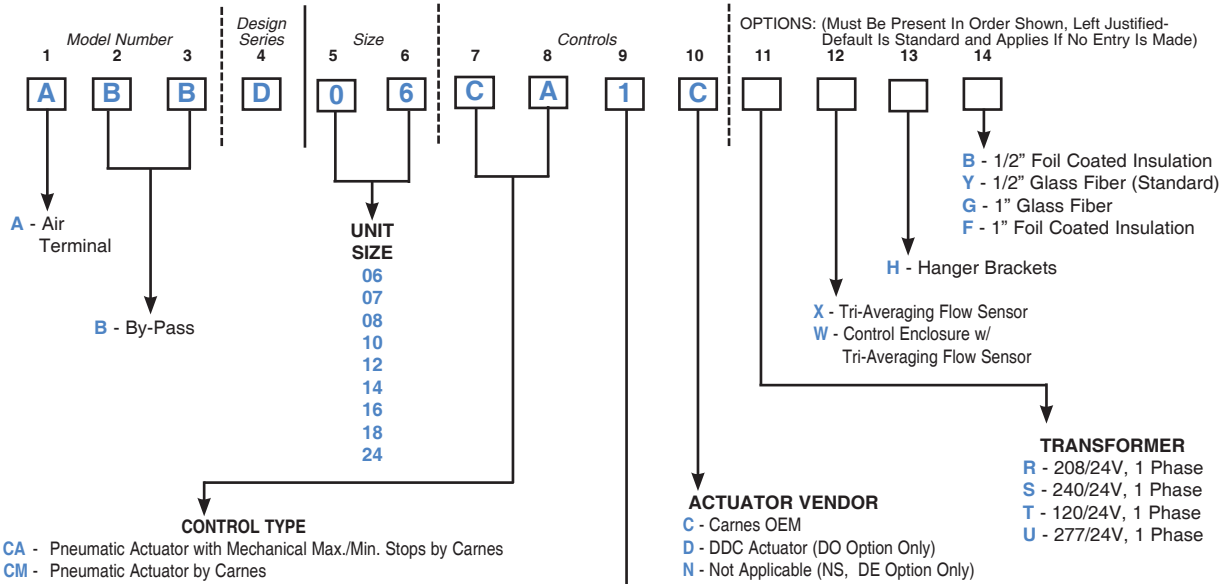 Model Number
Design
Series
Size
Controls
OPTIONS: (Must Be Present In Order Shown, Left Justified-
Default Is Standard and Applies If No Entry Is Made)
1 2 3 4 5 6 7 8 9 10 11 12 13 14
A B B D 0 6 C A 1 C
B - 1/2” Foil Coated Insulation
Y - 1/2” Glass Fiber (Standard)
G - 1” Glass Fiber
F - 1” Foil Coated Insulation
A - Air
Terminal
UNIT
SIZE
06
07
08
10
12
14
16
18
24
H - Hanger Brackets
B - By-Pass
X - Tri-Averaging Flow Sensor
W - Control Enclosure w/
Tri-Averaging Flow Sensor
TRANSFORMER
R - 208/24V, 1 Phase
S - 240/24V, 1 Phase
T - 120/24V, 1 Phase
U - 277/24V, 1 Phase
ACTUATOR VENDOR
C - Carnes OEM
D - DDC Actuator (DO Option Only)
N - Not Applicable (NS, DE Option Only)
CONTROL TYPE
CA - Pneumatic Actuator with Mechanical Max./Min. Stops by Carnes
CM - Pneumatic Actuator by Carnes